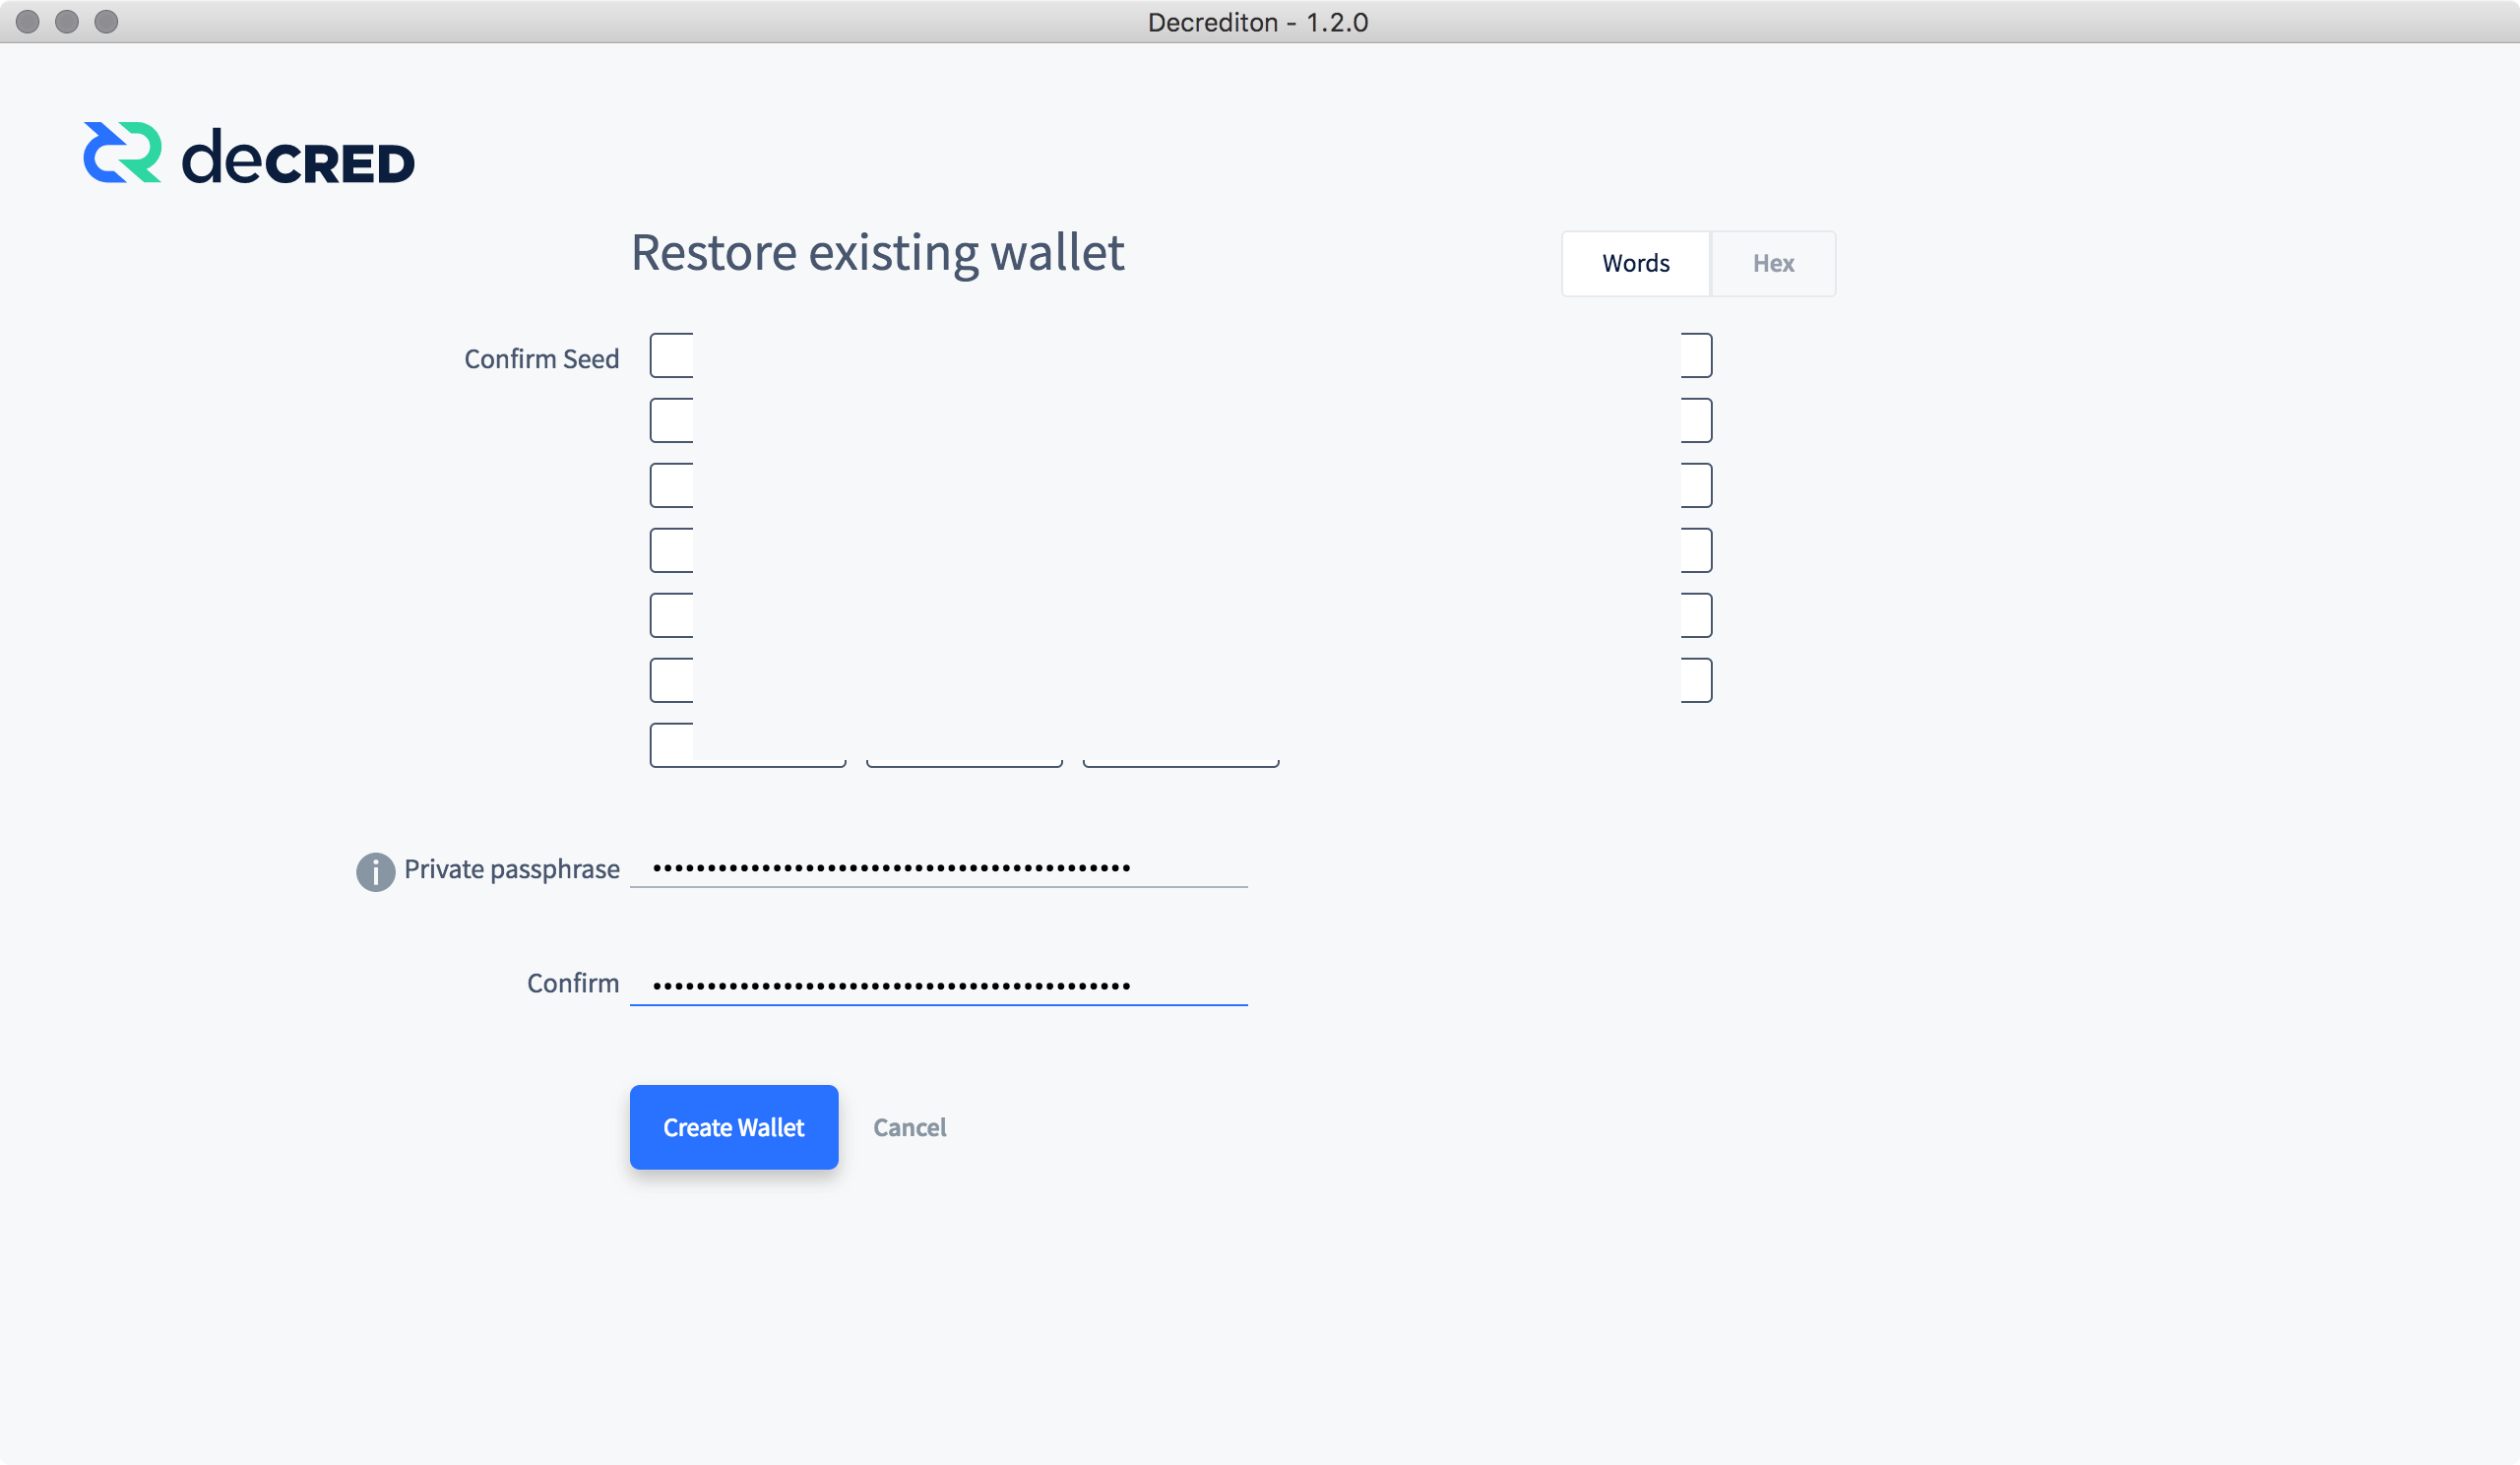 Decrediton - 1.2.0
deCRED
Restore existing wallet
Words Hex
Confirm Seed
Private passphrase ••••••••••••••••••••••••••••••••••••••••••••
Confirm ••••••••••••••••••••••••••••••••••••••••••••
Create Wallet Cancel